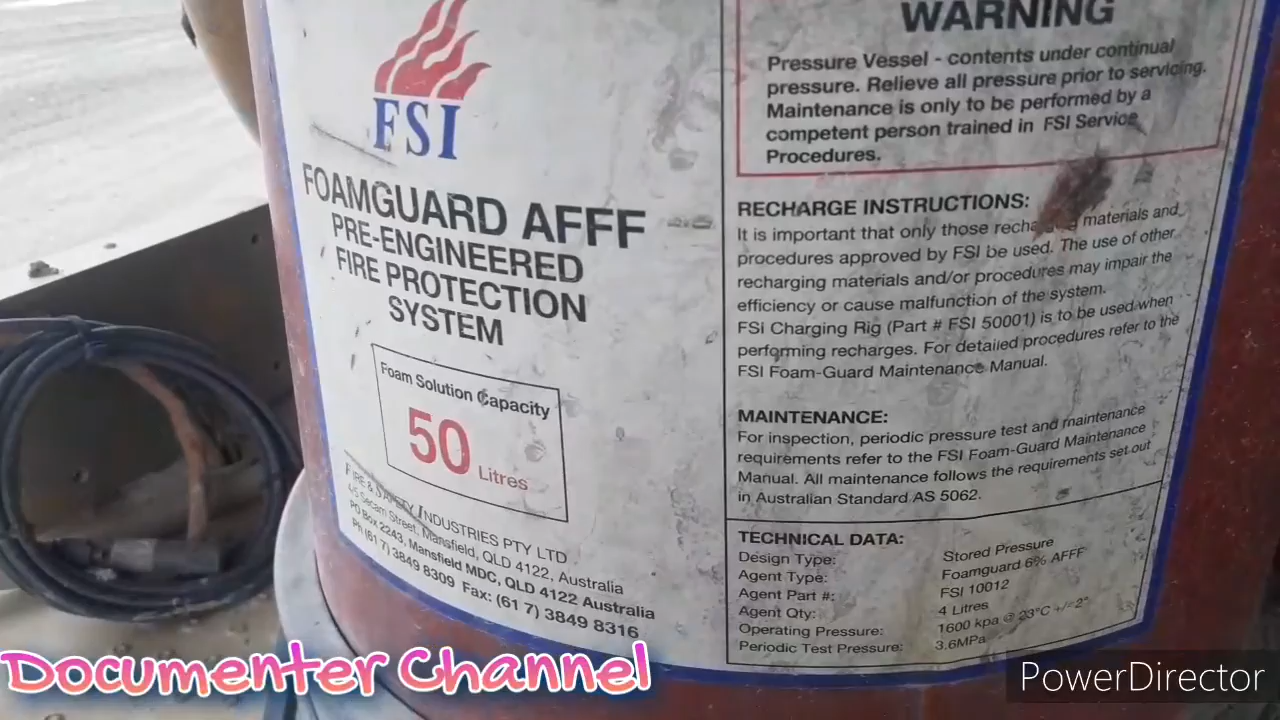 FSI
FOAMGUARD AFFF
PRE-ENGINEERED
FIRE PROTECTION
SYSTEM
Foam Solution Capacity
50 Litres
FIRE & SAFETY INDUSTRIES PTY LTD
4/5 Secam Street, Mansfield, QLD 4122, Australia
PO Box 2243, Mansfield MDC, QLD 4122 Australia
Ph (61 7) 3849 8309 Fax: (61 7) 3849 8316
WARNING
Pressure Vessel - contents under continual
pressure. Relieve all pressure prior to servicing.
Maintenance is only to be performed by a
competent person trained in FSI Service
Procedures.
RECHARGE INSTRUCTIONS:
It is important that only those recharging materials and
procedures approved by FSI be used. The use of other
recharging materials and/or procedures may impair the
efficiency or cause malfunction of the system.
FSI Charging Rig (Part # FSI 50001) is to be used when
performing recharges. For detailed procedures refer to the
FSI Foam-Guard Maintenance Manual.
MAINTENANCE:
For inspection, periodic pressure test and maintenance
requirements refer to the FSI Foam-Guard Maintenance
Manual. All maintenance follows the requirements set out
in Australian Standard AS 5062.
TECHNICAL DATA:
Design Type: Stored Pressure
Agent Type: Foamguard 6% AFFF
Agent Part #: FSI 10012
Agent Qty: 4 Litres
Operating Pressure: 1600 kpa @ 23°C +/-2°
Periodic Test Pressure: 3.6MPa
Documenter Channel
PowerDirector